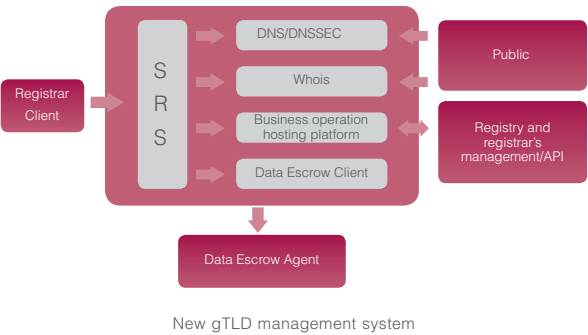 DNS/DNSSEC
Public
S
R
S
Whois
Registrar
Client
Business operation
hosting platform
Registry and
registrar's
management/API
Data Escrow Client
Data Escrow Agent
New gTLD management system